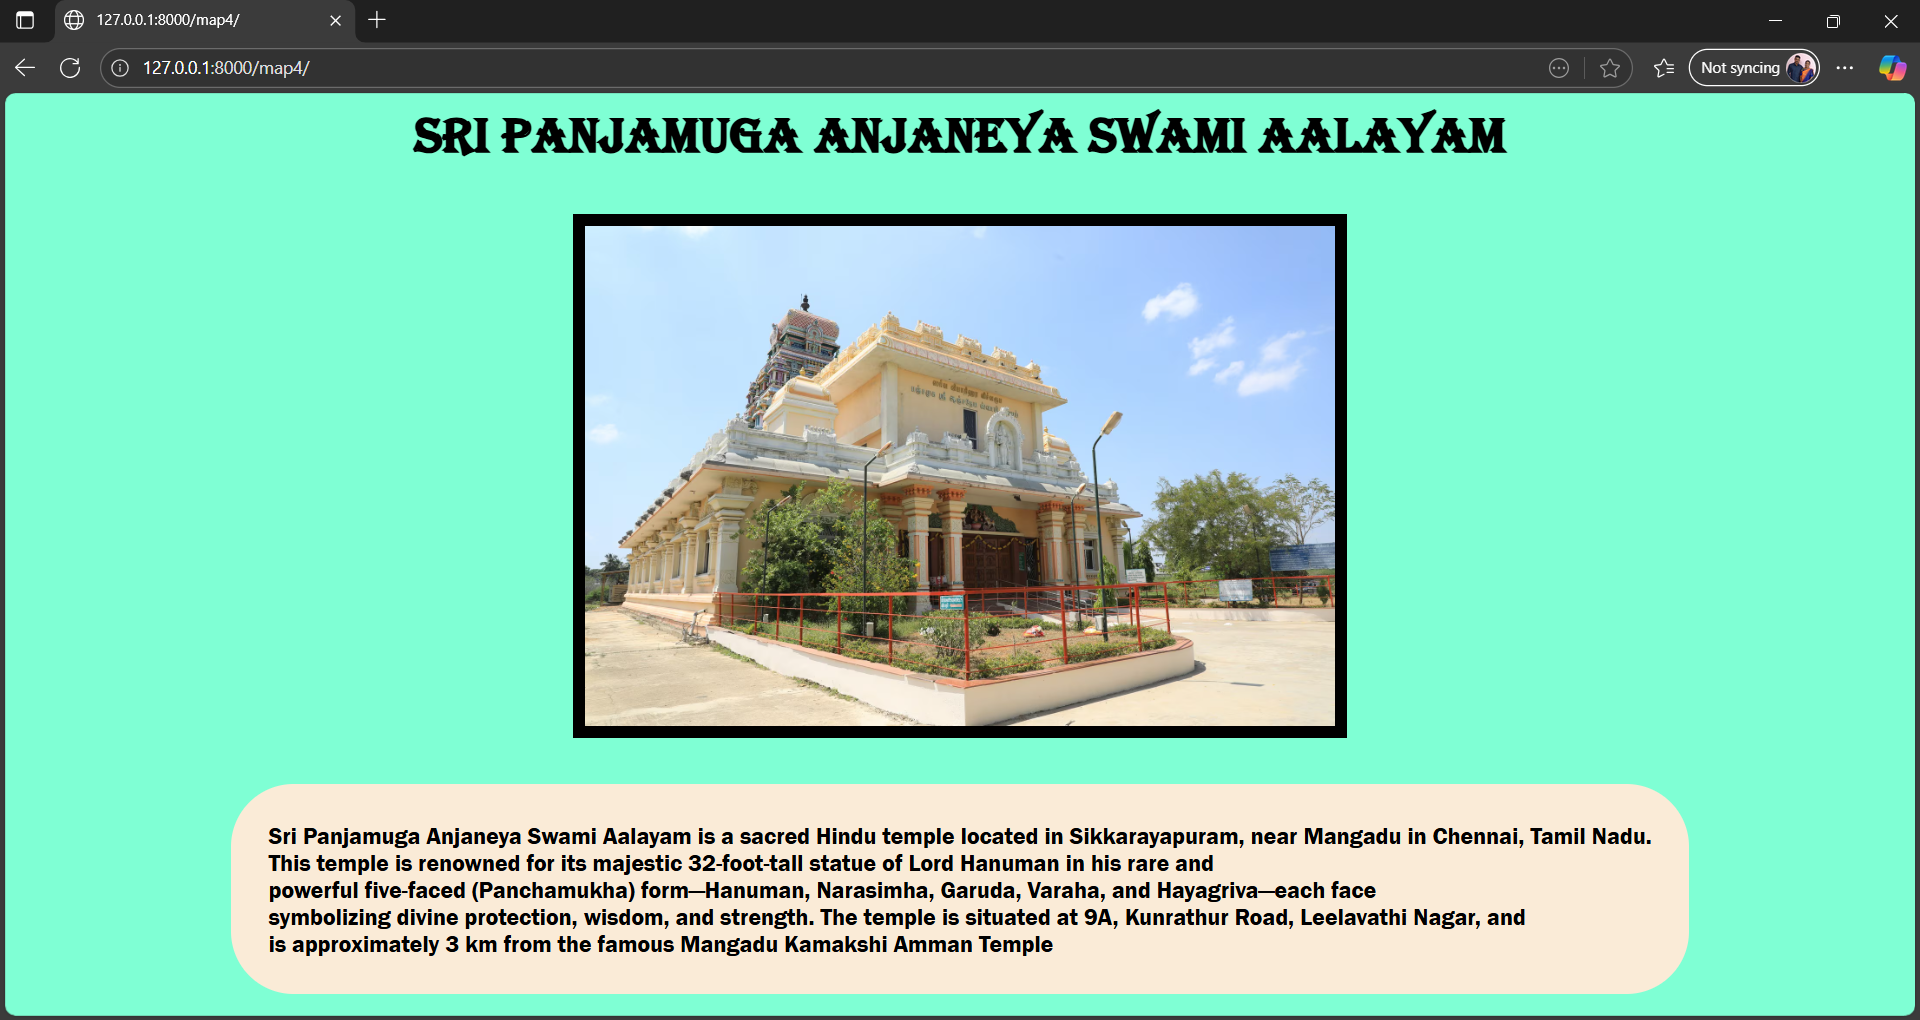 127.0.0.1:8000/map4/
127.0.0.1:8000/map4/
Not syncing
SRI PANJAMUGA ANJANEYA SWAMI AALAYAM
Sri Panjamuga Anjaneya Swami Aalayam is a sacred Hindu temple located in Sikkarayapuram, near Mangadu in Chennai, Tamil Nadu.
This temple is renowned for its majestic 32-foot-tall statue of Lord Hanuman in his rare and
powerful five-faced (Panchamukha) form—Hanuman, Narasimha, Garuda, Varaha, and Hayagriva—each face
symbolizing divine protection, wisdom, and strength. The temple is situated at 9A, Kunrathur Road, Leelavathi Nagar, and
is approximately 3 km from the famous Mangadu Kamakshi Amman Temple